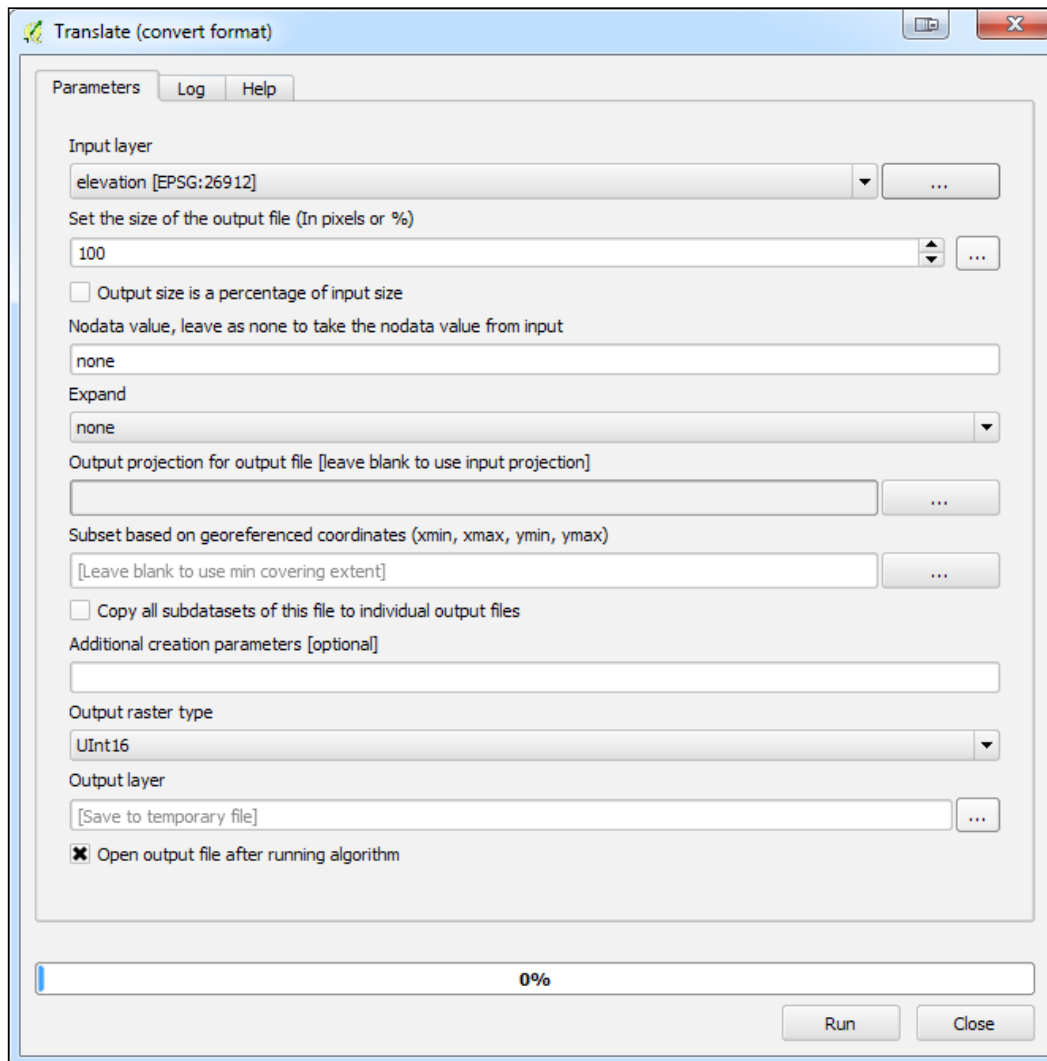 Translate (convert format)
Parameters
Log
Help
Input layer
elevation [EPSG:26912]
...
Set the size of the output file (In pixels or %)
100
...
Output size is a percentage of input size
Nodata value, leave as none to take the nodata value from input
none
Expand
none
Output projection for output file [leave blank to use input projection]
...
Subset based on georeferenced coordinates (xmin, xmax, ymin, ymax)
[Leave blank to use min covering extent]
...
Copy all subdatasets of this file to individual output files
Additional creation parameters [optional]
Output raster type
UInt16
Output layer
[Save to temporary file]
...
Open output file after running algorithm
0%
Run
Close